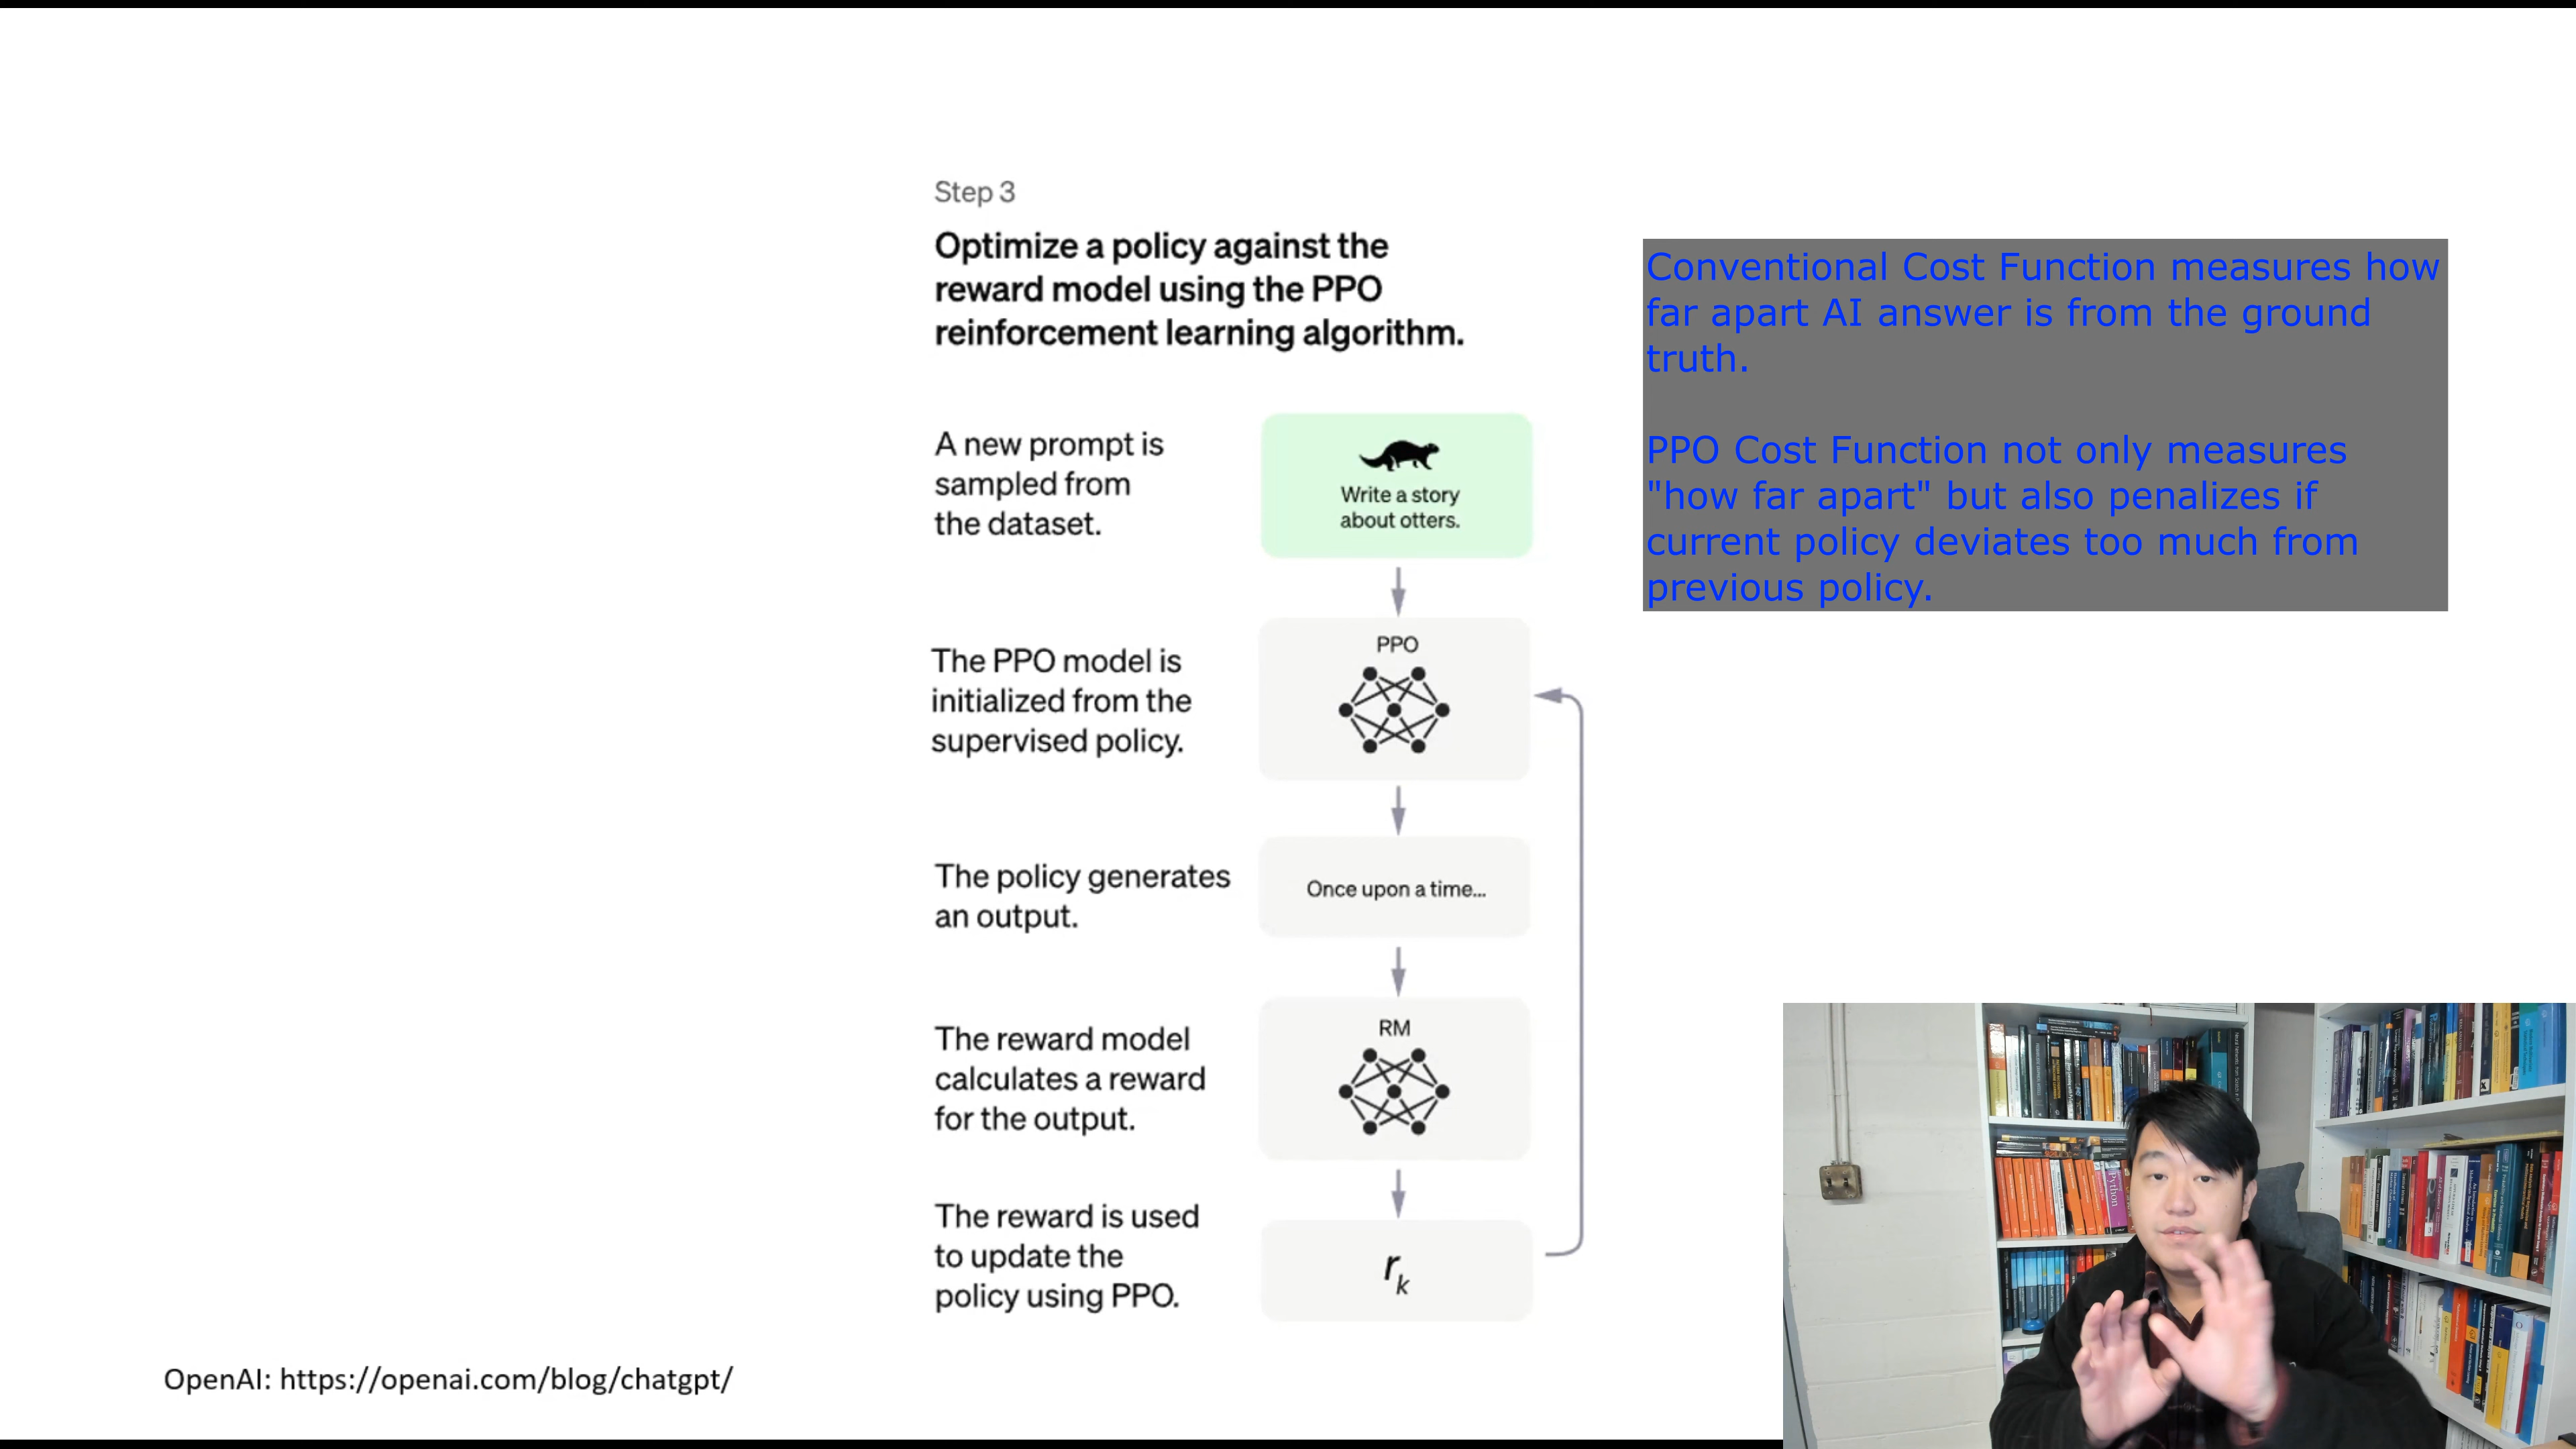 Step 3
Optimize a policy against the
reward model using the PPO
reinforcement learning algorithm.
A new prompt is
sampled from
the dataset.
Write a story
about otters.
The PPO model is
initialized from the
supervised policy.
PPO
The policy generates
an output.
Once upon a time...
The reward model
calculates a reward
for the output.
RM
The reward is used
to update the
policy using PPO.
rk
Conventional Cost Function measures how
far apart AI answer is from the ground
truth.
PPO Cost Function not only measures
"how far apart" but also penalizes if
current policy deviates too much from
previous policy.
Python
OpenAI: https://openai.com/blog/chatgpt/